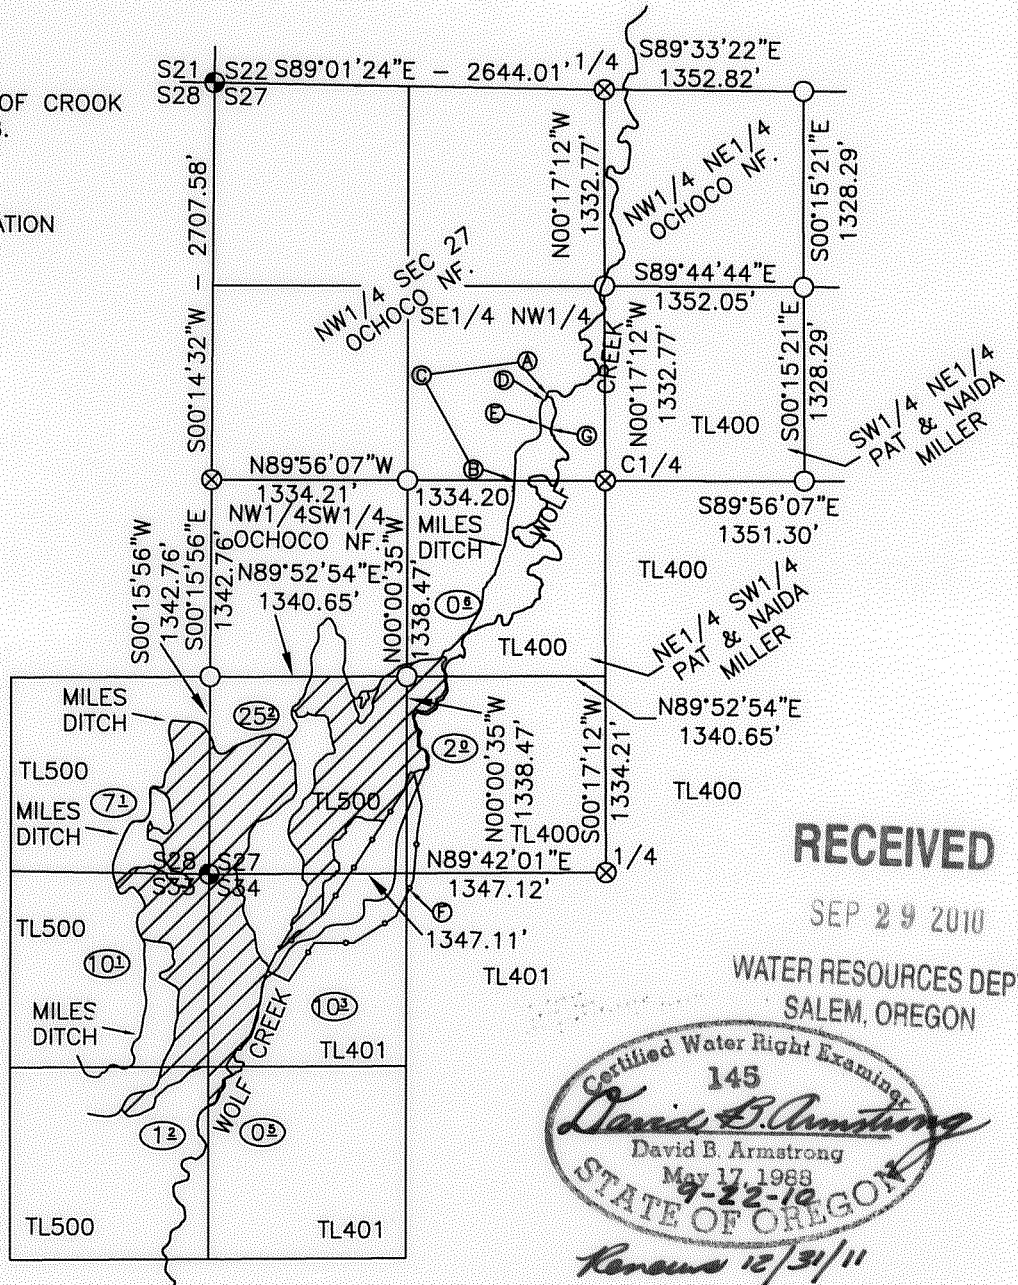 S21 S22 S89°01'24"E - 2644.01' 1/4
S28 S27
S89°33'22"E
1352.82'
OF CROOK
ATION
S00°14'32"W - 2707.58'
N00°17'12"W
1332.77'
NW1/4 NE1/4
OCHOCO NF.
S00°15'21"E
1328.29'
NW1/4 SEC 27
OCHOCO NF.
S89°44'44"E
1352.05'
SE1/4 NW1/4
A
C
D
E
G
B
CREEK
N00°17'12"W
1332.77'
TL400
S00°15'21"E
1328.29'
SW1/4 NE1/4
PAT & NAIDA
MILLER
N89°56'07"W
1334.21'
1334.20
C1/4
S89°56'07"E
1351.30'
WOLF
NW1/4SW1/4
OCHOCO NF.
MILES
DITCH
S00°15'56"W
1342.76'
S00°15'56"E
1342.76'
N89°52'54"E
1340.65'
N00°00'35"W
1338.47'
0.6
TL400
TL400
NE1/4 SW1/4
PAT & NAIDA
MILLER
N89°52'54"E
1340.65'
MILES
DITCH
25.2
2.0
N00°00'35"W
1338.47'
S00°17'12"W
1334.21'
TL500
7.1
TL500
TL400
TL400
MILES
DITCH
S28 S27
S33 S34
N89°42'01"E
1347.12'
1/4
F
1347.11'
TL500
10.1
TL401
10.3
MILES
DITCH
WOLF CREEK
TL401
1.2
0.5
TL500
TL401
RECEIVED
SEP 29 2010
WATER RESOURCES DEP
SALEM, OREGON
Certified Water Right Examiner
145
David B. Armstrong
David B. Armstrong
May 17, 1988
9-22-10
STATE OF OREGON
Renews 12/31/11